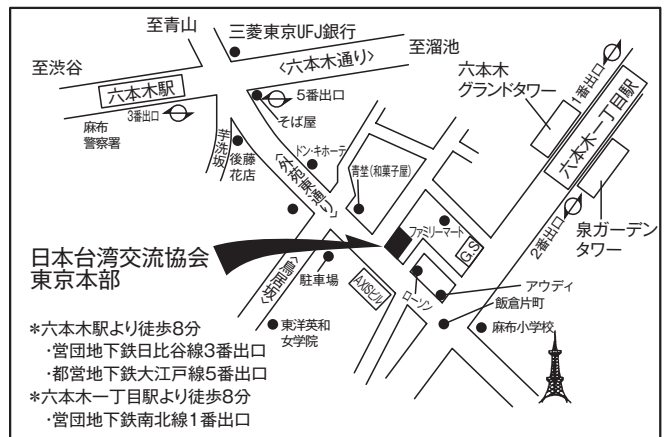 至青山
三菱東京UFJ銀行
至溜池
〈六本木通り〉
至渋谷
六本木駅
3番出口
5番出口
麻布
警察署
そば屋
芋洗坂
後藤
花店
ドン・キホーテ
〈外苑東通り〉
青埜(和菓子屋)
六本木
グランドタワー
1番出口
六本木一丁目駅
泉ガーデン
タワー
2番出口
ファミリーマート
G.S
日本台湾交流協会
東京本部
〈鳥居坂〉
駐車場
AXISビル
ローソン
アウディ
飯倉片町
麻布小学校
東洋英和
女学院
*六本木駅より徒歩8分
・営団地下鉄日比谷線3番出口
・都営地下鉄大江戸線5番出口
*六本木一丁目駅より徒歩8分
・営団地下鉄南北線1番出口